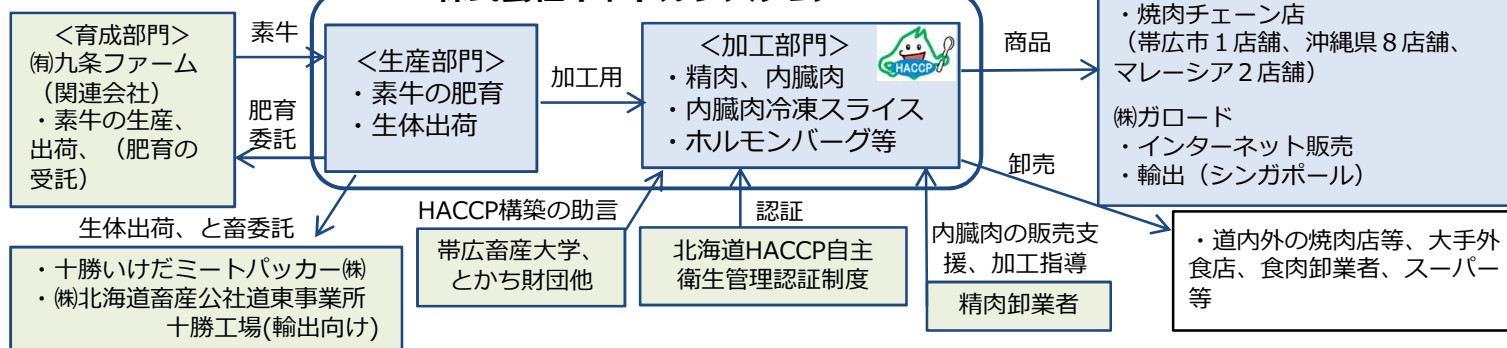 ＜育成部門＞
㈲九条ファーム
（関連会社）
・素牛の生産、
出荷、（肥育の
受託）
素牛
肥育
委託
＜生産部門＞
・素牛の肥育
・生体出荷
加工用
＜加工部門＞
・精肉、内臓肉
・内臓肉冷凍スライス
・ホルモンバーグ等
HACCP
商品
卸売
・焼肉チェーン店
（帯広市１店舗、沖縄県８店舗、
マレーシア２店舗）
㈱ガロード
・インターネット販売
・輸出（シンガポール）
生体出荷、と畜委託
・十勝いけだミートパッカー㈱
・㈱北海道畜産公社道東事業所
十勝工場(輸出向け)
HACCP構築の助言
帯広畜産大学、
とかち財団他
認証
北海道HACCP自主
衛生管理認証制度
内臓肉の販売支
援、加工指導
精肉卸業者
・道内外の焼肉店等、大手外
食店、食肉卸業者、スーパー
等